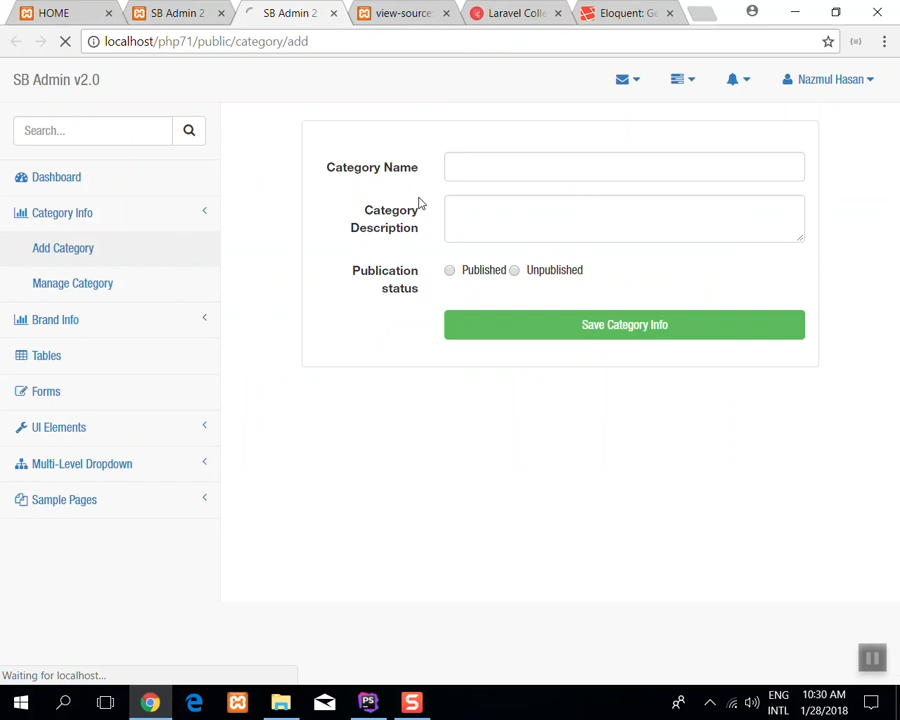 HOME
SB Admin 2
SB Admin 2
view-source
Laravel Colle
Eloquent: Ge
localhost/php71/public/category/add
SB Admin v2.0
Nazmul Hasan
Search...
Dashboard
Category Info
Add Category
Manage Category
Brand Info
Tables
Forms
UI Elements
Multi-Level Dropdown
Sample Pages
Category Name
Category
Description
Publication
status
Published
Unpublished
Save Category Info
Waiting for localhost...
ENG
INTL
10:30 AM
1/28/2018